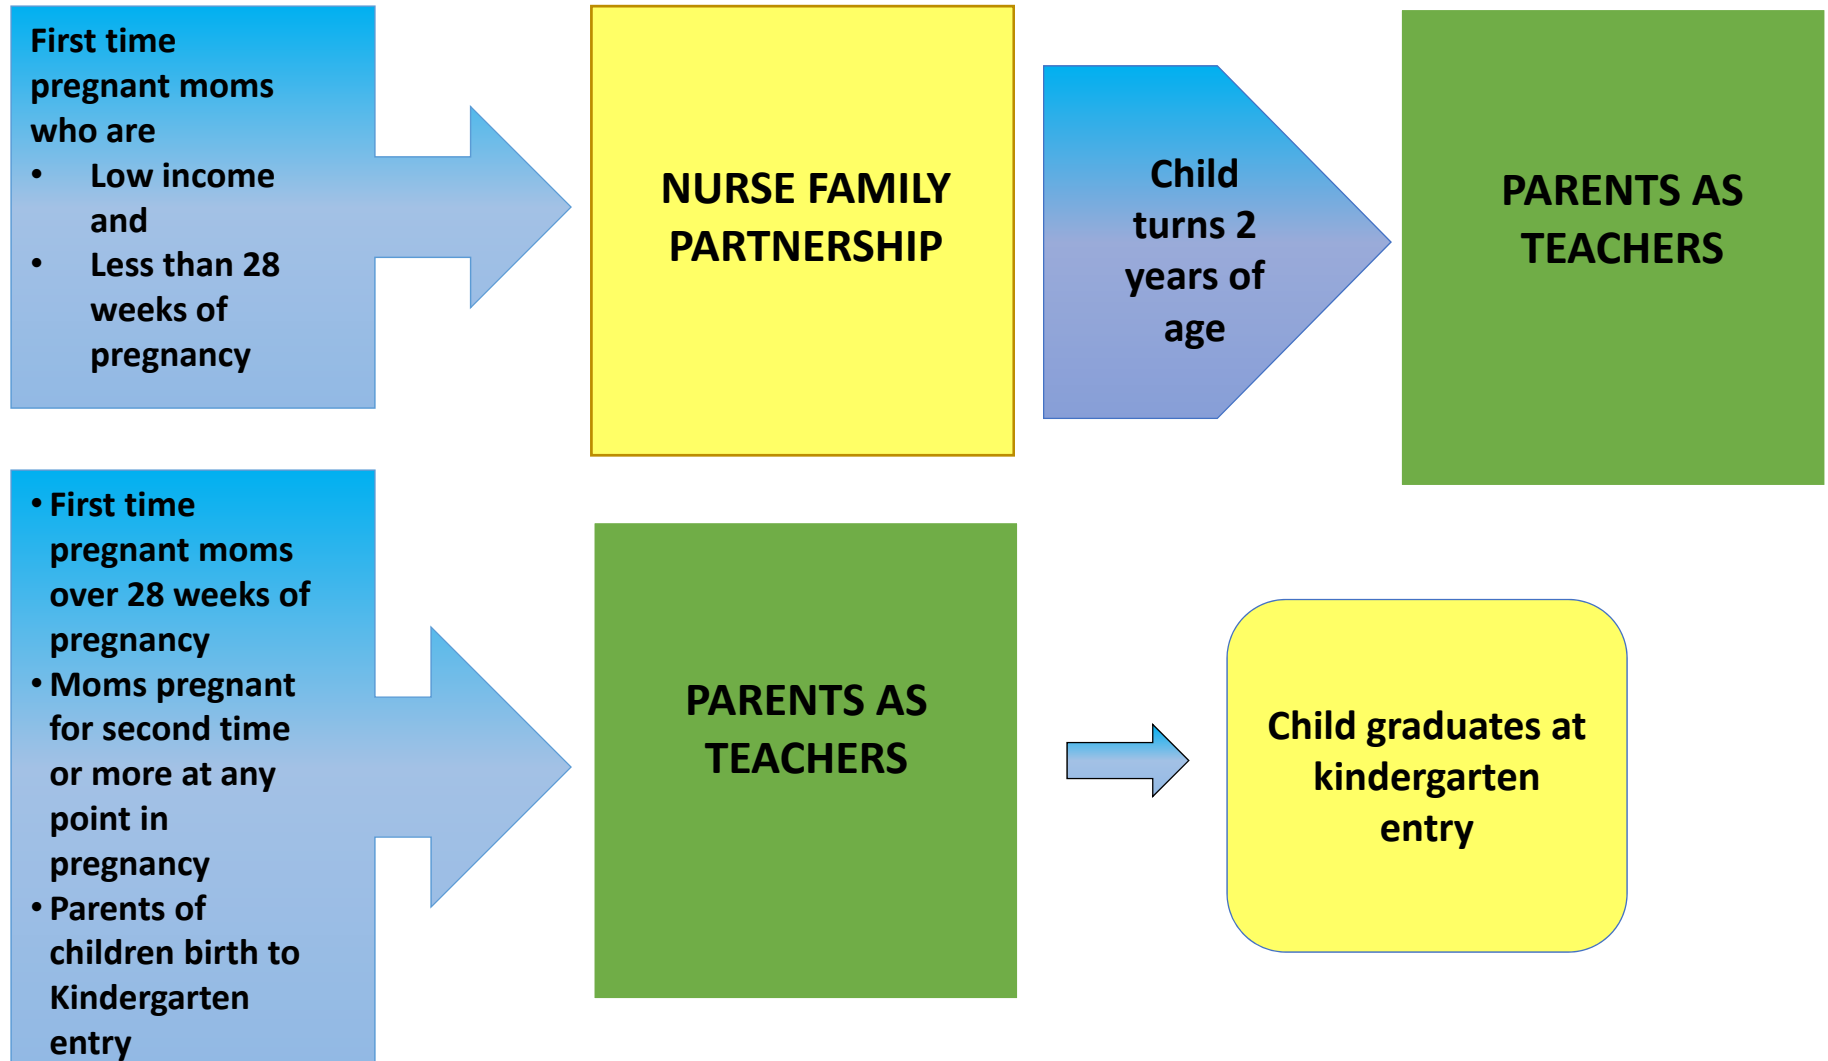 First time
pregnant moms
who are
• Low income
and
• Less than 28
weeks of
pregnancy
NURSE FAMILY
PARTNERSHIP
Child
turns 2
years of
age
PARENTS AS
TEACHERS
• First time
pregnant moms
over 28 weeks of
pregnancy
• Moms pregnant
for second time
or more at any
point in
pregnancy
• Parents of
children birth to
Kindergarten
entry
PARENTS AS
TEACHERS
Child graduates at
kindergarten
entry